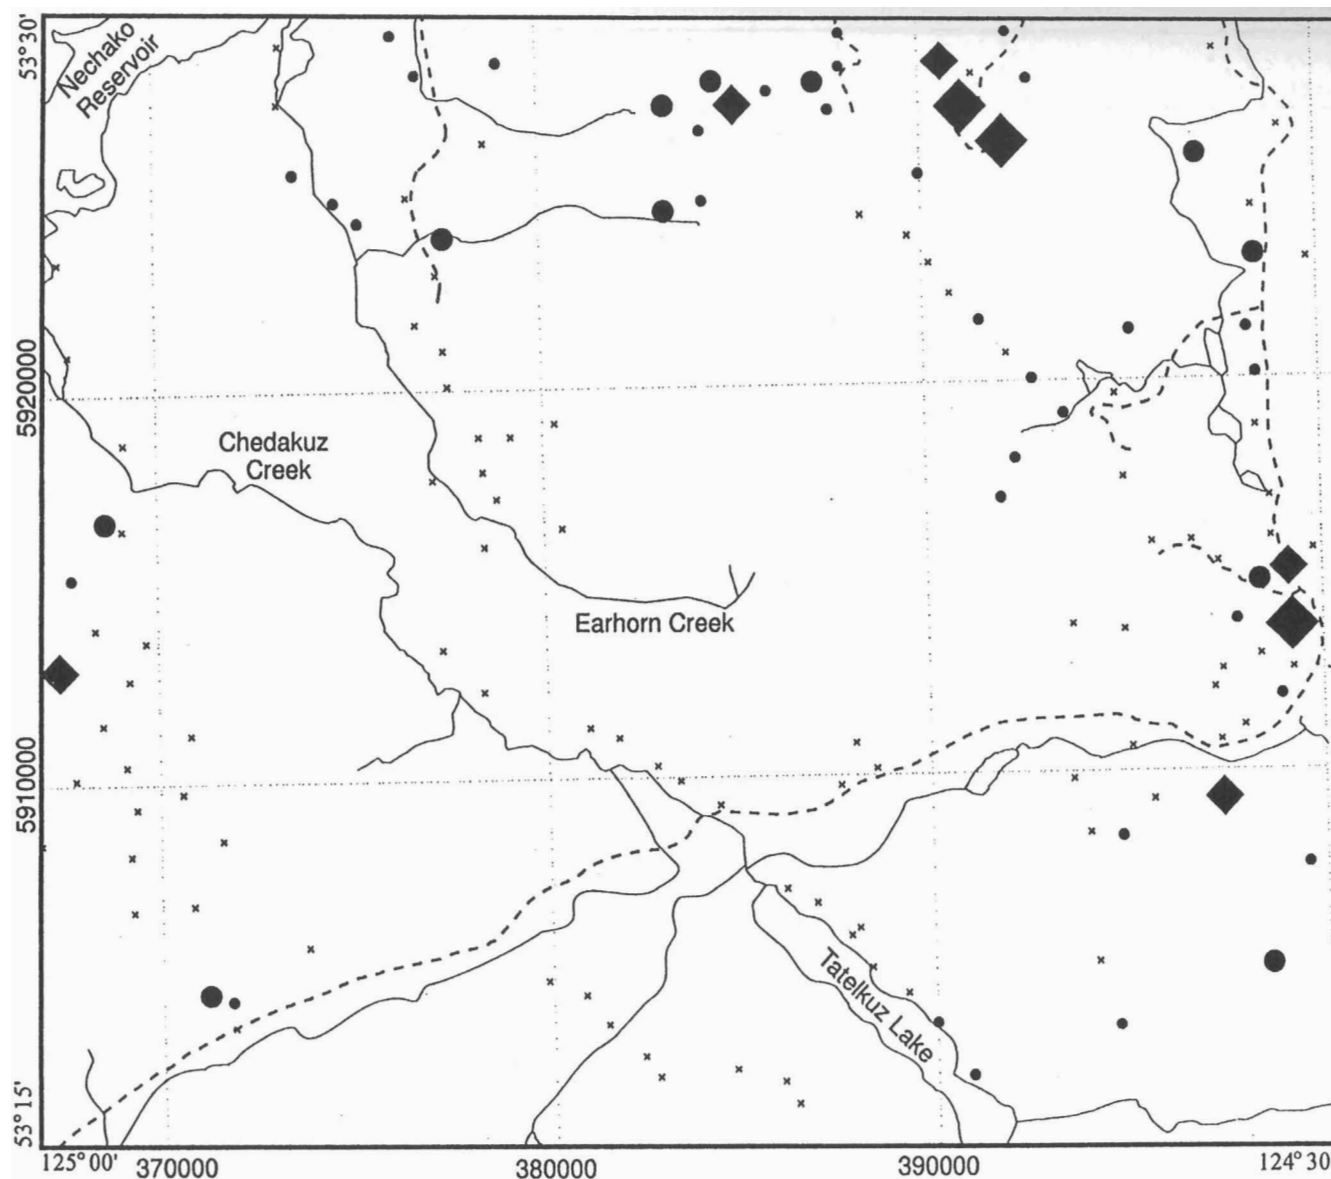 53°30'
Nechako
Reservoir
5920000
Chedakuz
Creek
Earhorn Creek
5910000
Tatelkuz Lake
53°15'
125°00'
370000
380000
390000
124°30